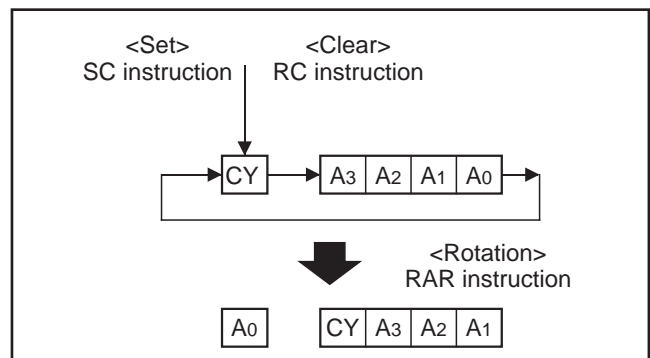 <Set> <Clear>
SC instruction RC instruction
CY A3 A2 A1 A0
<Rotation>
RAR instruction
A0 CY A3 A2 A1